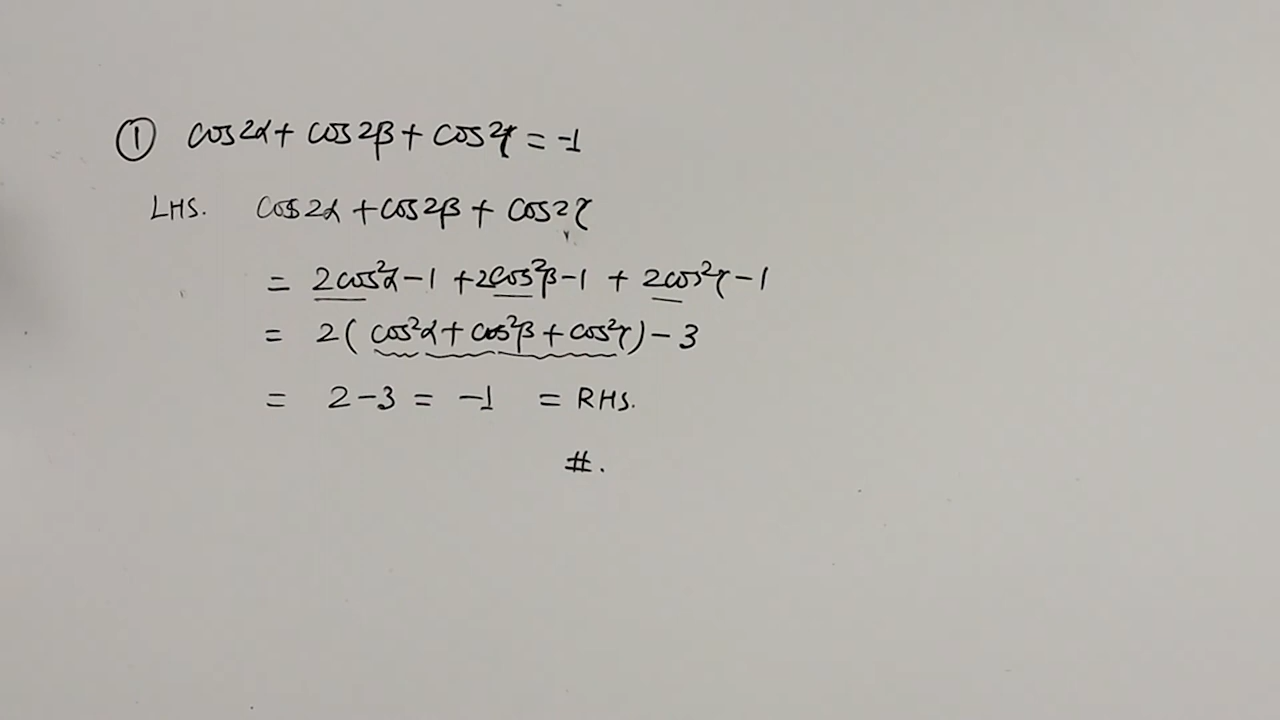 ① cos2α + cos2β + cos2γ = -1
LHS. cos2α + cos2β + cos2γ
= 2cos²α - 1 + 2cos²β - 1 + 2cos²γ - 1
= 2(cos²α + cos²β + cos²γ) - 3
= 2 - 3 = -1 = RHS.
#.